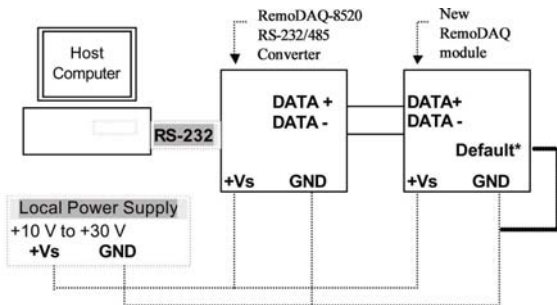 RemoDAQ-8520
RS-232/485
Converter
New
RemoDAQ
module
Host
Computer
RS-232
DATA +
DATA -
+Vs GND
DATA+
DATA -
Default*
+Vs GND
Local Power Supply
+10 V to +30 V
+Vs GND